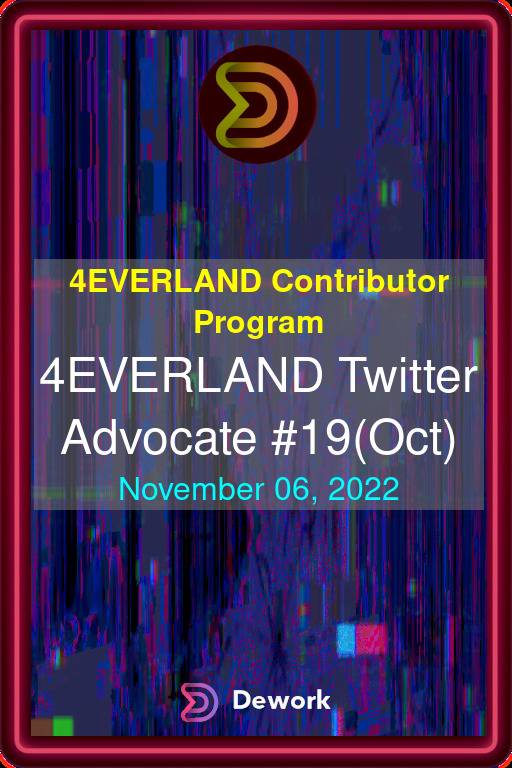 4EVERLAND Contributor
Program
4EVERLAND Twitter
Advocate #19(Oct)
November 06, 2022
Dework